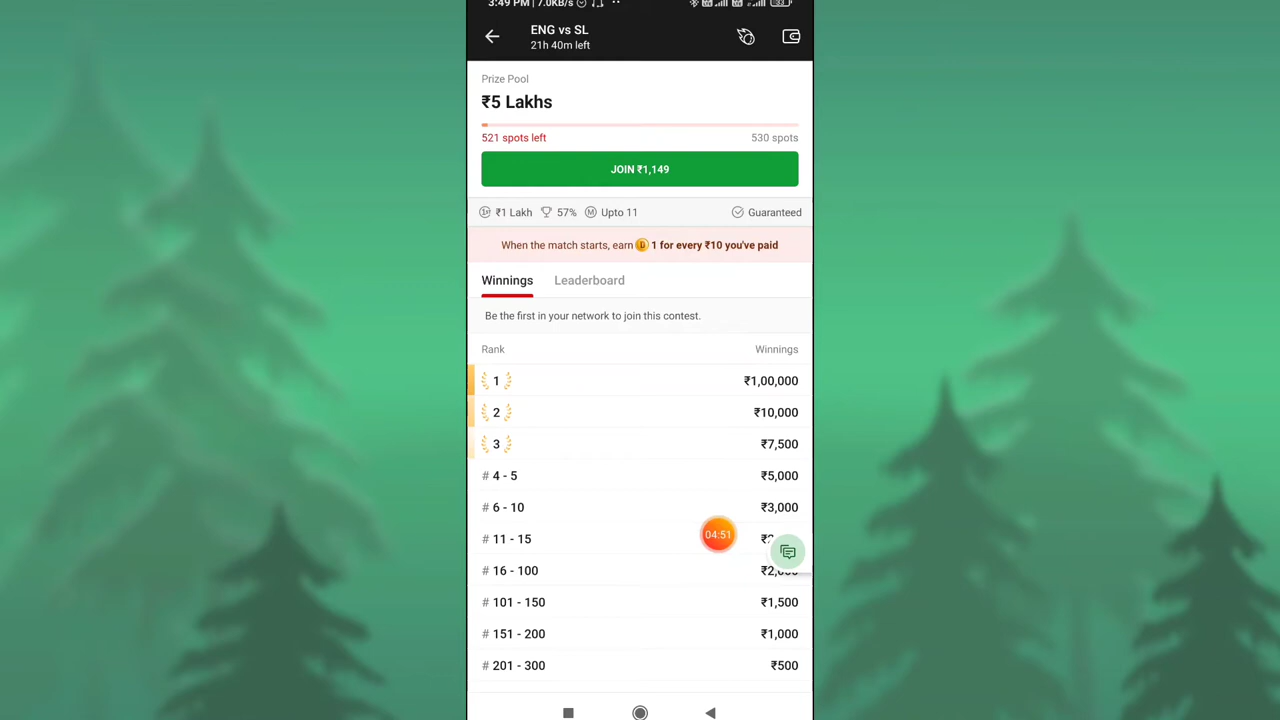 3:49 PM | 7.0KB/s
ENG vs SL
21h 40m left
Prize Pool
₹5 Lakhs
521 spots left 530 spots
JOIN ₹1,149
₹1 Lakh 57% M Upto 11 Guaranteed
When the match starts, earn 1 for every ₹10 you've paid
Winnings Leaderboard
Be the first in your network to join this contest.
Rank Winnings
1 ₹1,00,000
2 ₹10,000
3 ₹7,500
# 4 - 5 ₹5,000
# 6 - 10 ₹3,000
04:51
# 11 - 15
# 16 - 100
# 101 - 150 ₹1,500
# 151 - 200 ₹1,000
# 201 - 300 ₹500